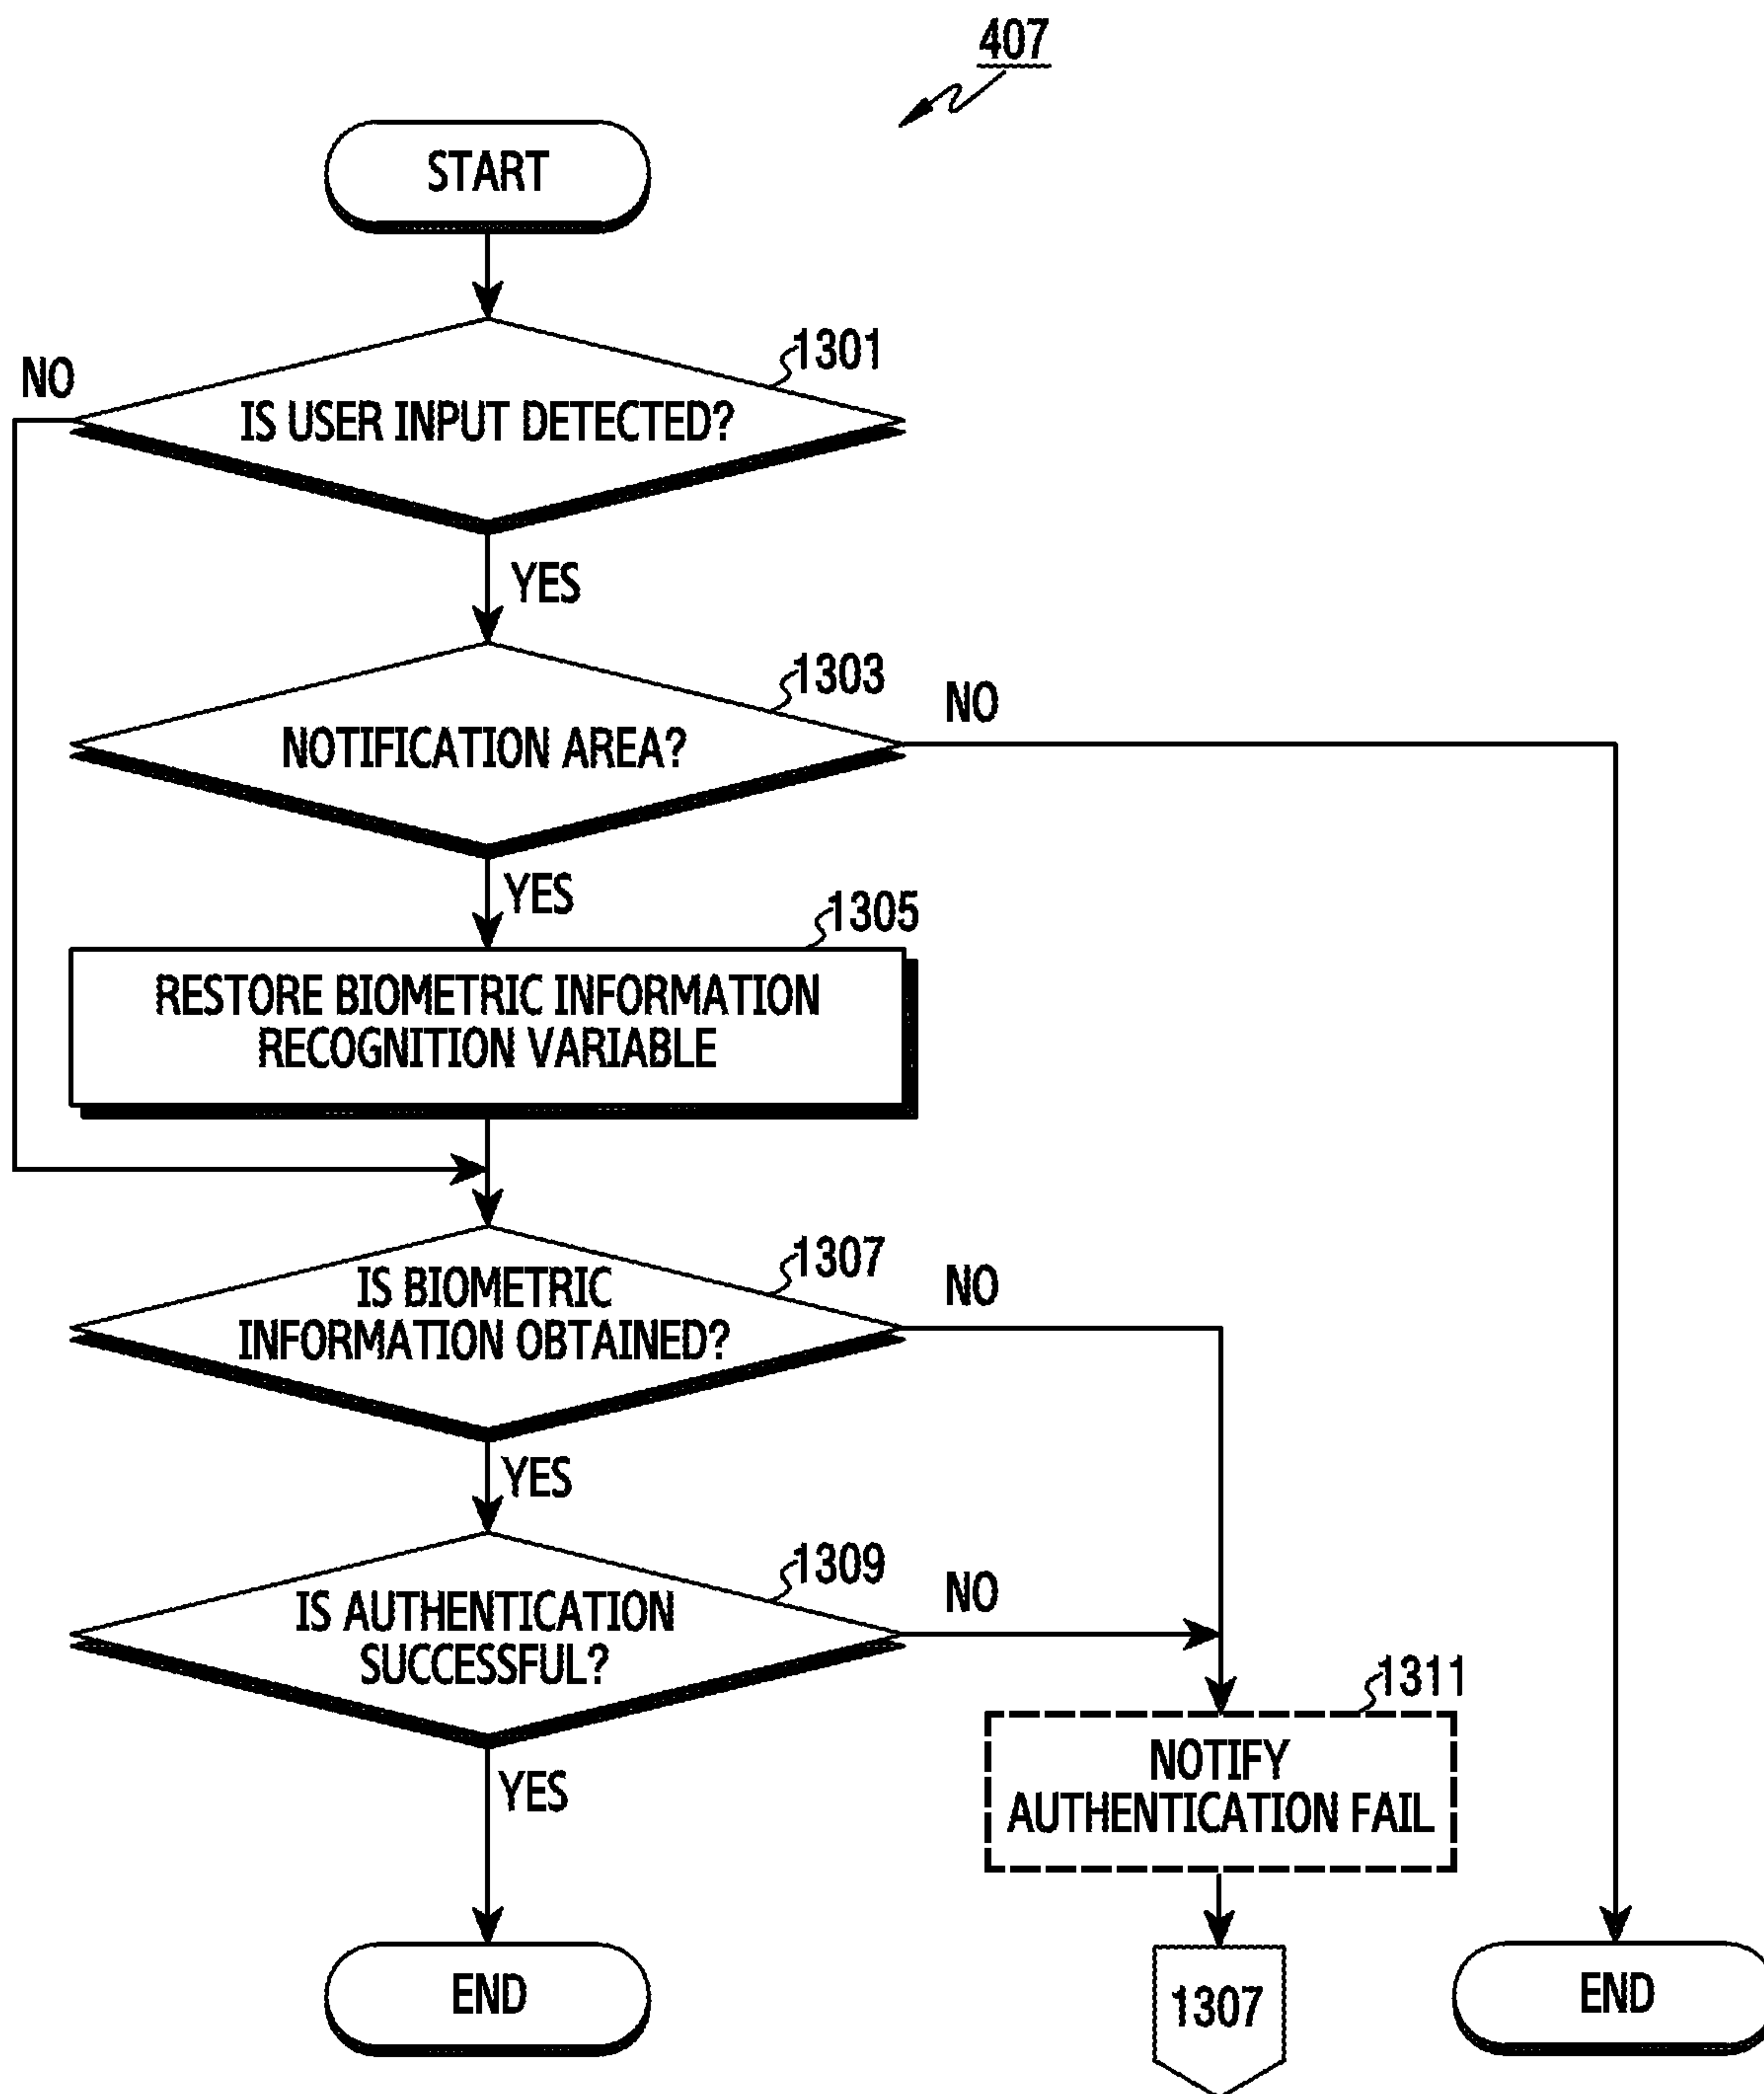 407
START
1301
NO
IS USER INPUT DETECTED?
YES
1303
NO
NOTIFICATION AREA?
YES
1305
RESTORE BIOMETRIC INFORMATION
RECOGNITION VARIABLE
1307
NO
IS BIOMETRIC
INFORMATION OBTAINED?
YES
1309
NO
IS AUTHENTICATION
SUCCESSFUL?
1311
YES
NOTIFY
AUTHENTICATION FAIL
END
1307
END